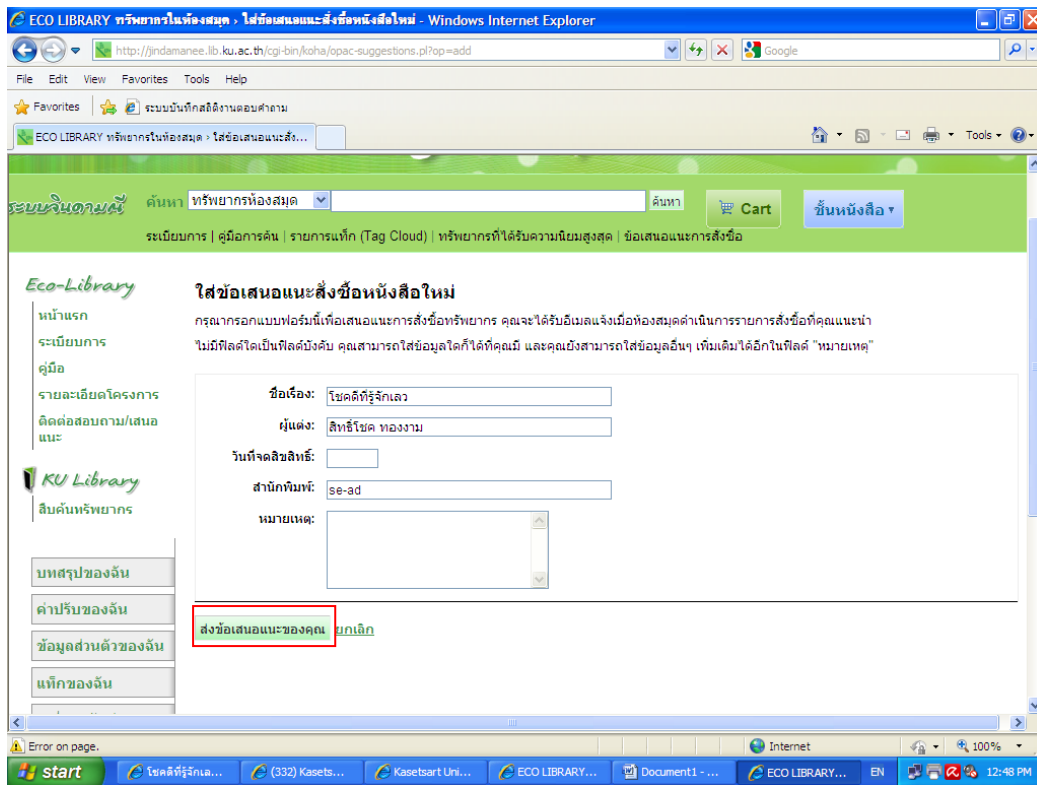 ECO LIBRARY ทรัพยากรในห้องสมุด › ใส่ข้อเสนอแนะสั่งซื้อหนังสือใหม่ - Windows Internet Explorer
http://jindamanee.lib.ku.ac.th/cgi-bin/koha/opac-suggestions.pl?op=add
Google
File Edit View Favorites Tools Help
Favorites ระบบบันทึกสถิติงานตอบคำถาม
ECO LIBRARY ทรัพยากรในห้องสมุด › ใส่ข้อเสนอแนะสั่ง... Tools
ระบบจินดามณี ค้นหา ทรัพยากรห้องสมุด ค้นหา Cart ชั้นหนังสือ
ระเบียบการ | คู่มือการค้น | รายการแท็ก (Tag Cloud) | ทรัพยากรที่ได้รับความนิยมสูงสุด | ข้อเสนอแนะการสั่งซื้อ
Eco-Library
หน้าแรก
ระเบียบการ
คู่มือ
รายละเอียดโครงการ
ติดต่อสอบถาม/เสนอ
แนะ
KU Library
สืบค้นทรัพยากร
บทสรุปของฉัน
ค่าปรับของฉัน
ข้อมูลส่วนตัวของฉัน
แท็กของฉัน
ใส่ข้อเสนอแนะสั่งซื้อหนังสือใหม่
กรุณากรอกแบบฟอร์มนี้เพื่อเสนอแนะการสั่งซื้อทรัพยากร คุณจะได้รับอีเมลแจ้งเมื่อห้องสมุดดำเนินการรายการสั่งซื้อที่คุณแนะนำ
ไม่มีฟิลด์ใดเป็นฟิลด์บังคับ คุณสามารถใส่ข้อมูลใดก็ได้ที่คุณมี และคุณยังสามารถใส่ข้อมูลอื่นๆ เพิ่มเติมได้อีกในฟิลด์ "หมายเหตุ"
ชื่อเรื่อง: โชคดีที่รู้จักเลว
ผู้แต่ง: สิทธิ์โชค ทองงาม
วันที่จดลิขสิทธิ์:
สำนักพิมพ์: se-ad
หมายเหตุ:
ส่งข้อเสนอแนะของคุณ ยกเลิก
Error on page. Internet 100%
start โชคดีที่รู้จักเล... (332) Kasets... Kasetsart Uni... ECO LIBRARY... Document1 - ... ECO LIBRARY... EN 12:48 PM